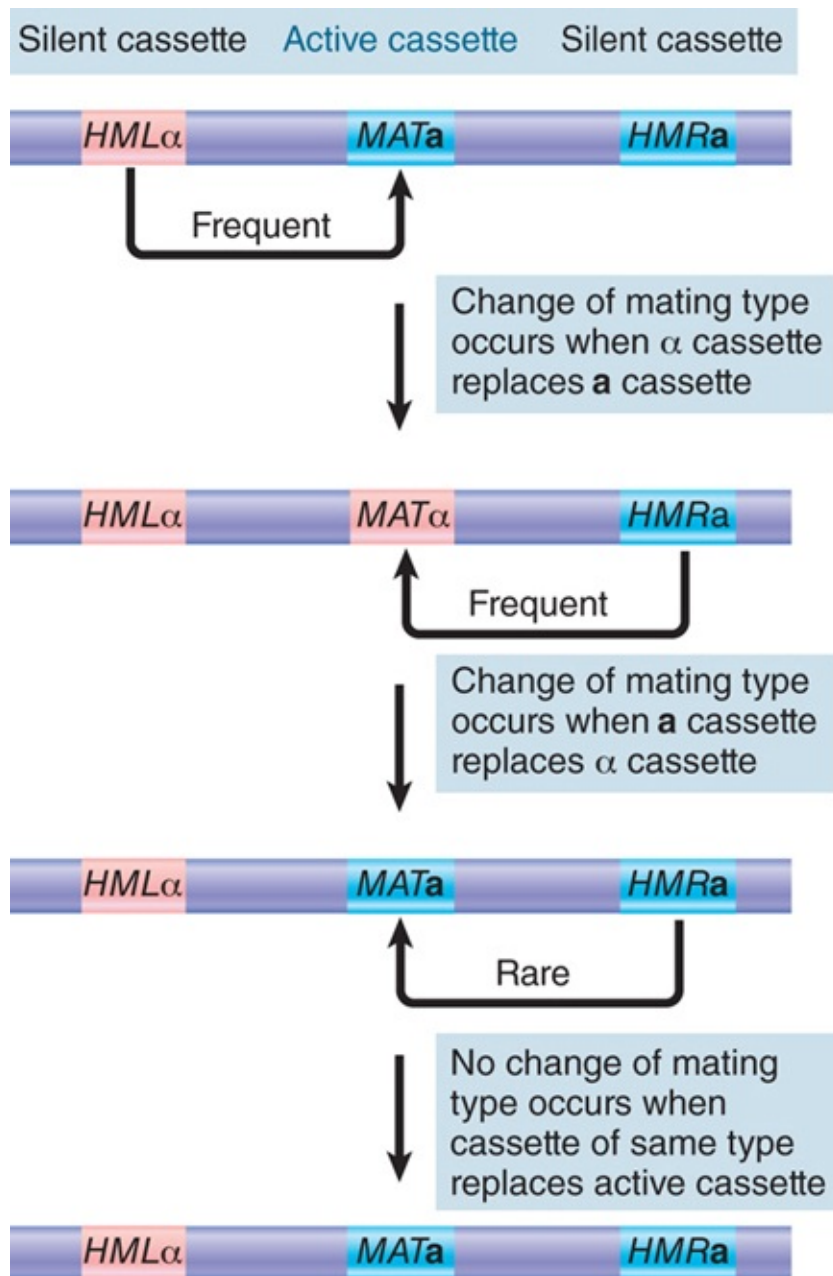 Silent cassette Active cassette Silent cassette
HMLα MATa HMRa
Frequent
Change of mating type
occurs when α cassette
replaces a cassette
HMLα MATα HMRa
Frequent
Change of mating type
occurs when a cassette
replaces α cassette
HMLα MATa HMRa
Rare
No change of mating
type occurs when
cassette of same type
replaces active cassette
HMLα MATa HMRa